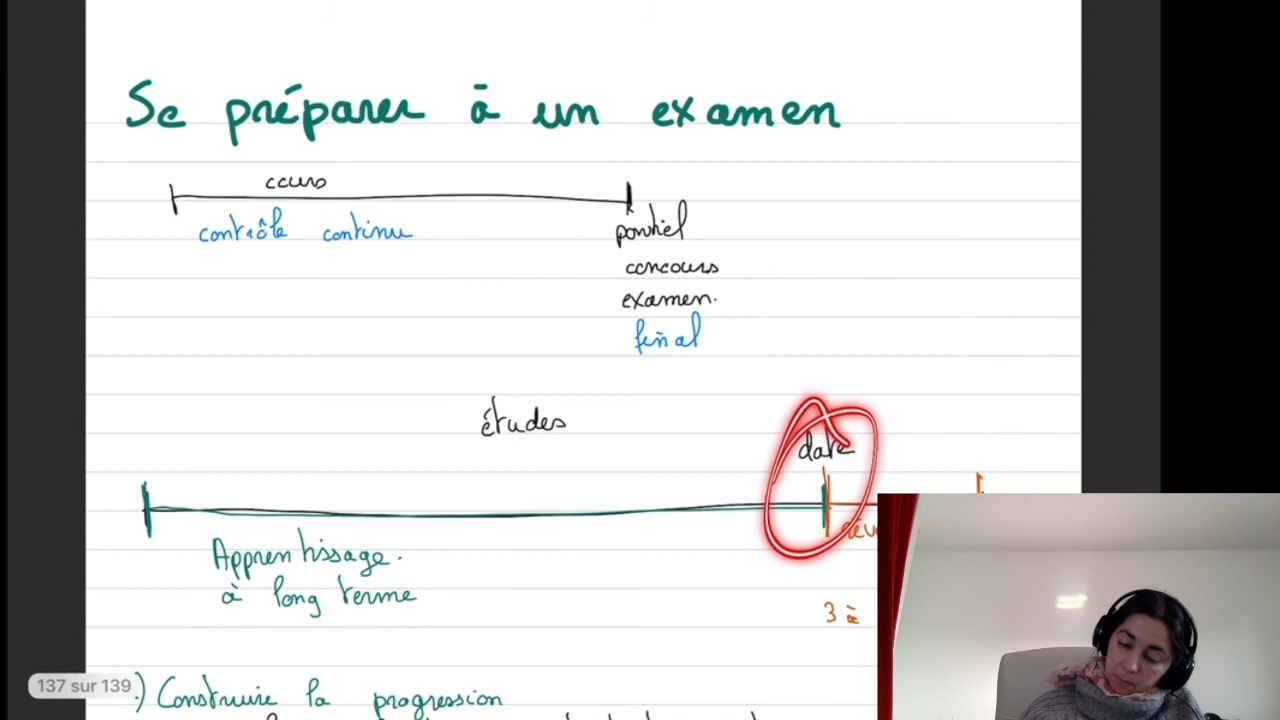 Se préparer à un examen
cours
contrôle continu
partiel
concours
examen.
final
études
date
Apprentissage.
à long terme
3 à
137 sur 139
.) Construire la progression